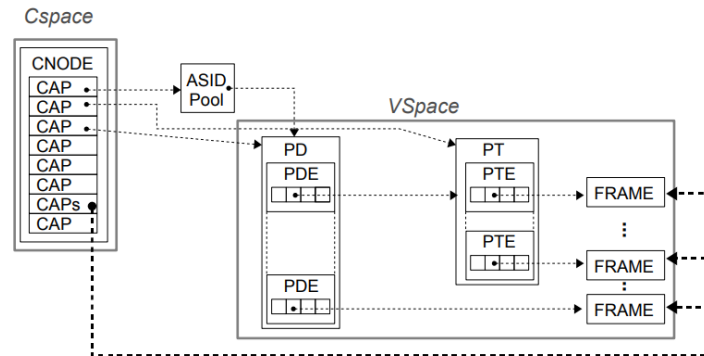 Cspace
CNODE
CAP
CAP
CAP
CAP
CAP
CAP
CAPs
CAP
ASID
Pool
VSpace
PD
PDE
PDE
PT
PTE
PTE
FRAME
⋮
FRAME
⋮
FRAME